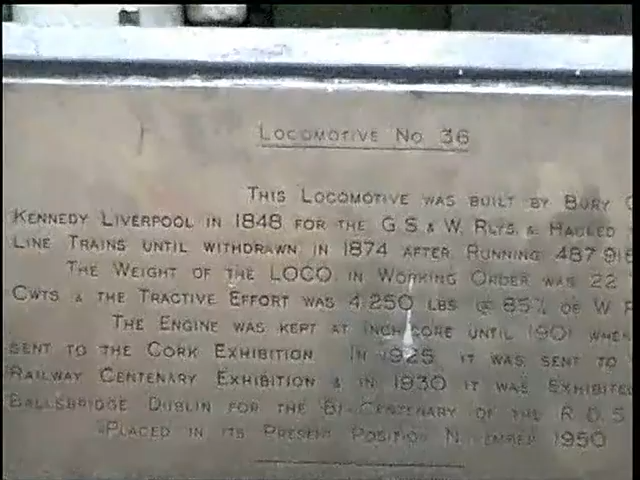 LOCOMOTIVE NO 36
THIS LOCOMOTIVE WAS BUILT BY BURY
KENNEDY LIVERPOOL IN 1848 FOR THE G S & W. RLYS. & HAULED
LINE TRAINS UNTIL WITHDRAWN IN 1874 AFTER RUNNING 487 918
THE WEIGHT OF THE LOCO. IN WORKING ORDER WAS 22
CWTS & THE TRACTIVE EFFORT WAS 4,250 LBS @ 85% OF W
THE ENGINE WAS KEPT AT INCHICORE UNTIL 1901 WHEN
SENT TO THE CORK EXHIBITION IN 1925 IT WAS SENT TO
RAILWAY CENTENARY EXHIBITION & IN 1930 IT WAS EXHIBITED
BALLSBRIDGE DUBLIN FOR THE BI-CENTENARY OF THE R.D.S
PLACED IN ITS PRESENT POSITION NOVEMBER 1950